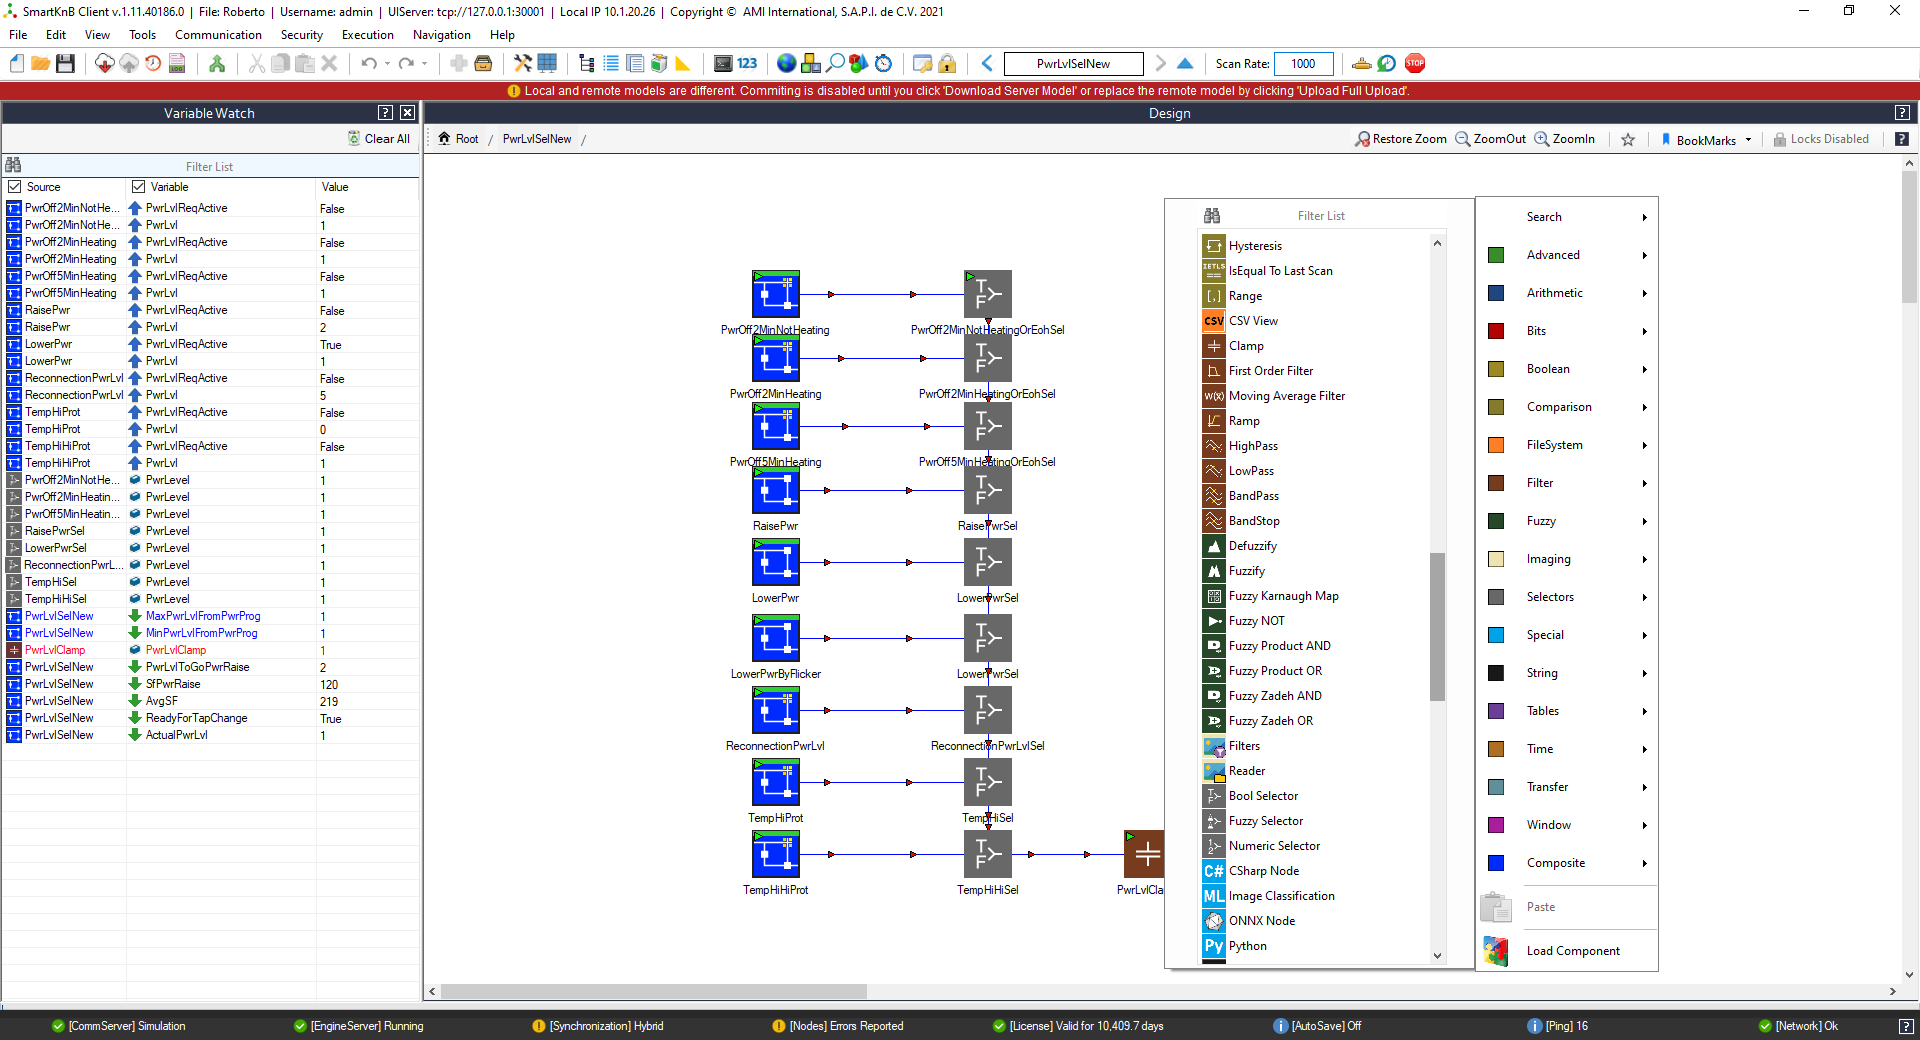 SmartKnB Client v.1.11.40186.0 | File: Roberto | Username: admin | UIServer: tcp://127.0.0.1:30001 | Local IP 10.1.20.26 | Copyright © AMI International, S.A.P.I. de C.V. 2021
File Edit View Tools Communication Security Execution Navigation Help
LOG 123 PwrLvlSelNew Scan Rate: 1000 STOP
! Local and remote models are different. Commiting is disabled until you click 'Download Server Model' or replace the remote model by clicking 'Upload Full Upload'.
Variable Watch ?
Clear All
Filter List
Source Variable Value
PwrOff2MinNotHe... PwrLvlReqActive False
PwrOff2MinNotHe... PwrLvl 1
PwrOff2MinHeating PwrLvlReqActive False
PwrOff2MinHeating PwrLvl 1
PwrOff5MinHeating PwrLvlReqActive False
PwrOff5MinHeating PwrLvl 1
RaisePwr PwrLvlReqActive False
RaisePwr PwrLvl 2
LowerPwr PwrLvlReqActive True
LowerPwr PwrLvl 1
ReconnectionPwrLvl PwrLvlReqActive False
ReconnectionPwrLvl PwrLvl 5
TempHiProt PwrLvlReqActive False
TempHiProt PwrLvl 0
TempHiHiProt PwrLvlReqActive False
TempHiHiProt PwrLvl 1
PwrOff2MinNotHe... PwrLevel 1
PwrOff2MinHeatin... PwrLevel 1
PwrOff5MinHeatin... PwrLevel 1
RaisePwrSel PwrLevel 1
LowerPwrSel PwrLevel 1
ReconnectionPwrL... PwrLevel 1
TempHiSel PwrLevel 1
TempHiHiSel PwrLevel 1
PwrLvlSelNew MaxPwrLvlFromPwrProg 1
PwrLvlSelNew MinPwrLvlFromPwrProg 1
PwrLvlClamp PwrLvlClamp 1
PwrLvlSelNew PwrLvlToGoPwrRaise 2
PwrLvlSelNew SfPwrRaise 120
PwrLvlSelNew AvgSF 219
PwrLvlSelNew ReadyForTapChange True
PwrLvlSelNew ActualPwrLvl 1
Design ?
Root / PwrLvlSelNew /
Restore Zoom ZoomOut ZoomIn BookMarks Locks Disabled ?
T F
PwrOff2MinNotHeating PwrOff2MinNotHeatingOrEohSel
T F
PwrOff2MinHeating PwrOff2MinHeatingOrEohSel
T F
PwrOff5MinHeating PwrOff5MinHeatingOrEohSel
T F
RaisePwr RaisePwrSel
T F
LowerPwr LowerPwrSel
T F
LowerPwrByFlicker LowerPwrSel
T F
ReconnectionPwrLvl ReconnectionPwrLvlSel
T F
TempHiProt TempHiSel
T F
TempHiHiProt TempHiHiSel PwrLvlCla
Filter List
Hysteresis
IETLS == IsEqual To Last Scan
[,] Range
CSV CSV View
Clamp
First Order Filter
W(x) Moving Average Filter
Ramp
HighPass
LowPass
BandPass
BandStop
Defuzzify
Fuzzify
Fuzzy Karnaugh Map
Fuzzy NOT
Fuzzy Product AND
Fuzzy Product OR
Fuzzy Zadeh AND
Fuzzy Zadeh OR
Filters
Reader
Bool Selector
Fuzzy Selector
Numeric Selector
C# CSharp Node
ML Image Classification
ONNX Node
Py Python
Search
Advanced
Arithmetic
Bits
Boolean
Comparison
FileSystem
Filter
Fuzzy
Imaging
Selectors
Special
String
Tables
Time
Transfer
Window
Composite
Paste
Load Component
[CommServer] Simulation [EngineServer] Running ! [Synchronization] Hybrid ! [Nodes] Errors Reported [License] Valid for 10,409.7 days i [AutoSave] Off i [Ping] 16 [Network] Ok ?